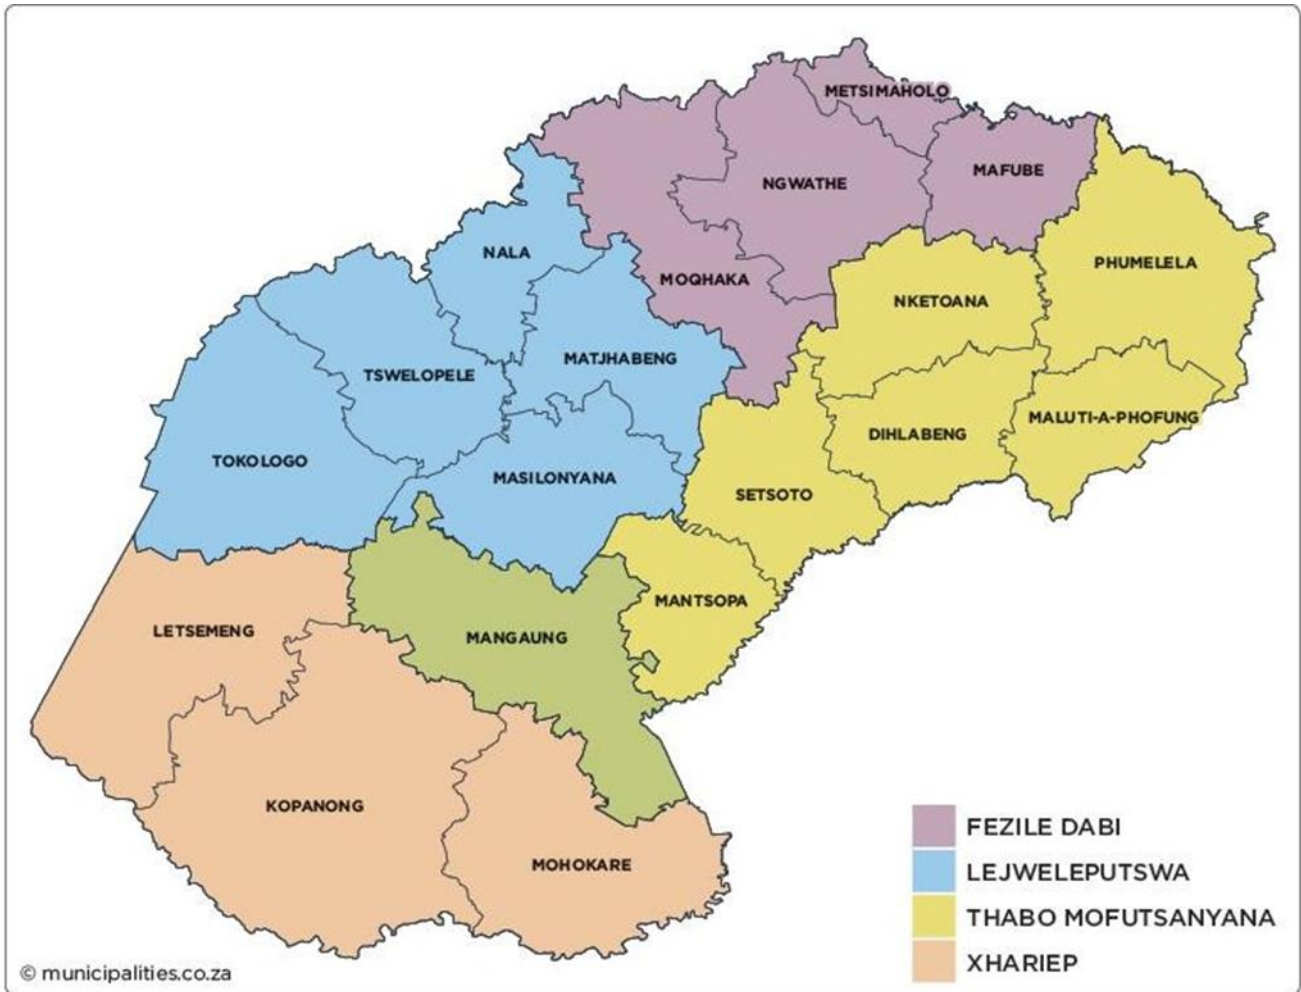 METSIMAHOLO
MAFUBE
NGWATHE
NALA
PHUMELELA
MOQHAKA
NKETOANA
MATJHABENG
TSWELOPELE
MALUTI-A-PHOFUNG
DIHLABENG
TOKOLOGO
MASILONYANA
SETSOTO
MANTSOPA
LETSEMENG
MANGAUNG
KOPANONG
MOHOKARE
FEZILE DABI
LEJWELEPUTSWA
THABO MOFUTSANYANA
XHARIEP
© municipalities.co.za